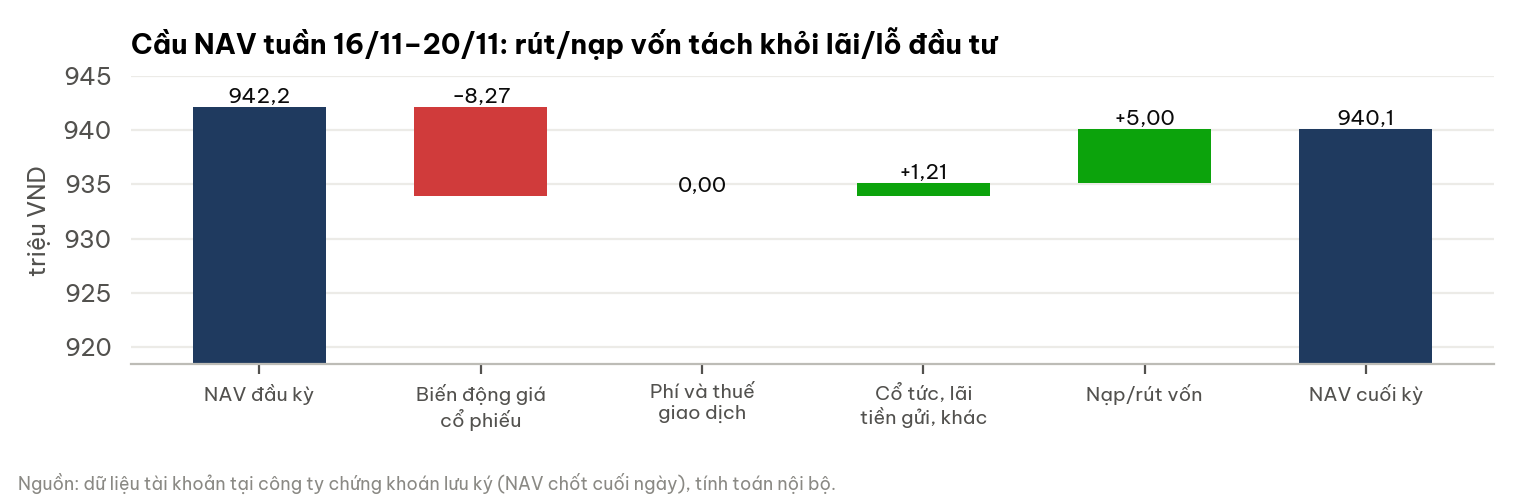 Cầu NAV tuần 16/11–20/11: rút/nạp vốn tách khỏi lãi/lỗ đầu tư
triệu VND
945
940
935
930
925
920
942,2
−8,27
0,00
+1,21
+5,00
940,1
NAV đầu kỳ
Biến động giá
cổ phiếu
Phí và thuế
giao dịch
Cổ tức, lãi
tiền gửi, khác
Nạp/rút vốn
NAV cuối kỳ
Nguồn: dữ liệu tài khoản tại công ty chứng khoán lưu ký (NAV chốt cuối ngày), tính toán nội bộ.